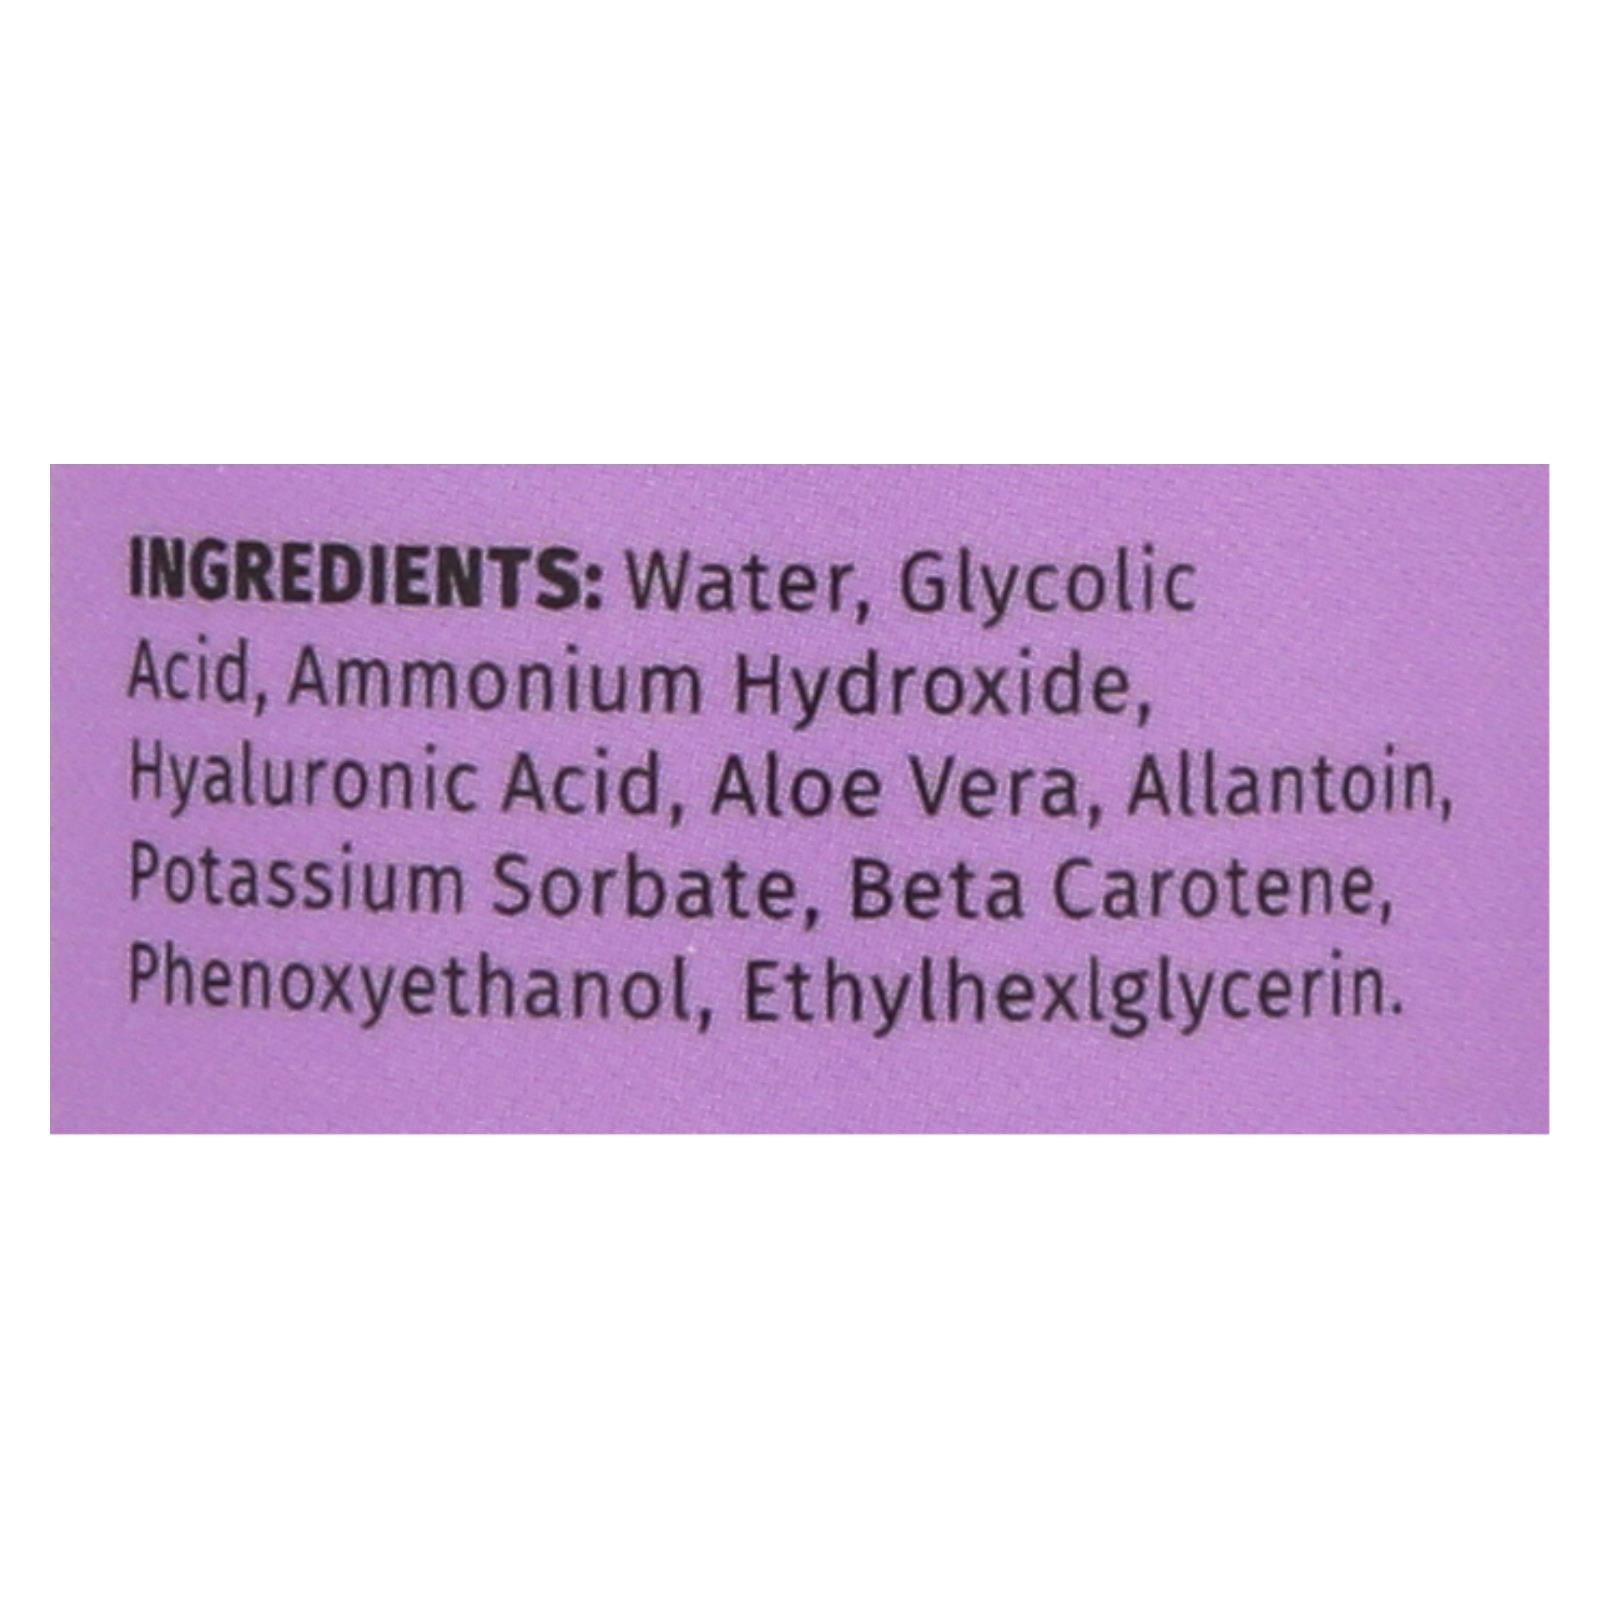 INGREDIENTS: Water, Glycolic
Acid, Ammonium Hydroxide,
Hyaluronic Acid, Aloe Vera, Allantoin,
Potassium Sorbate, Beta Carotene,
Phenoxyethanol, Ethylhexlglycerin.